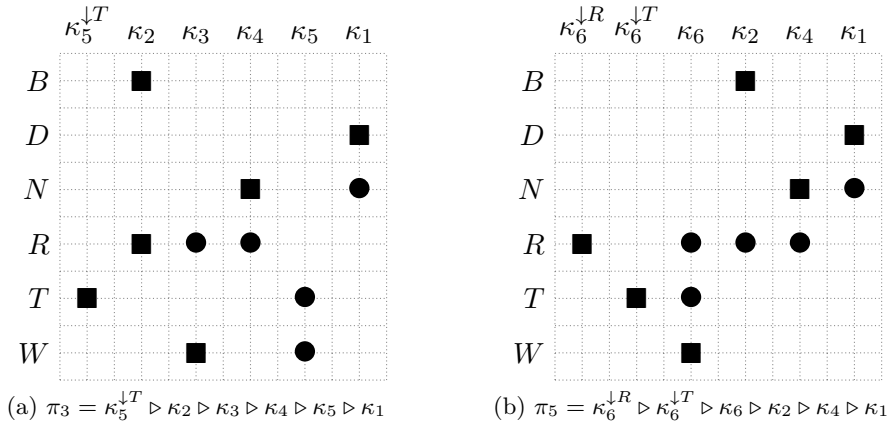 κ₅^{↓T} κ₂ κ₃ κ₄ κ₅ κ₁
B
D
N
R
T
W
(a) π₃ = κ₅^{↓T} ▷ κ₂ ▷ κ₃ ▷ κ₄ ▷ κ₅ ▷ κ₁
κ₆^{↓R} κ₆^{↓T} κ₆ κ₂ κ₄ κ₁
B
D
N
R
T
W
(b) π₅ = κ₆^{↓R} ▷ κ₆^{↓T} ▷ κ₆ ▷ κ₂ ▷ κ₄ ▷ κ₁